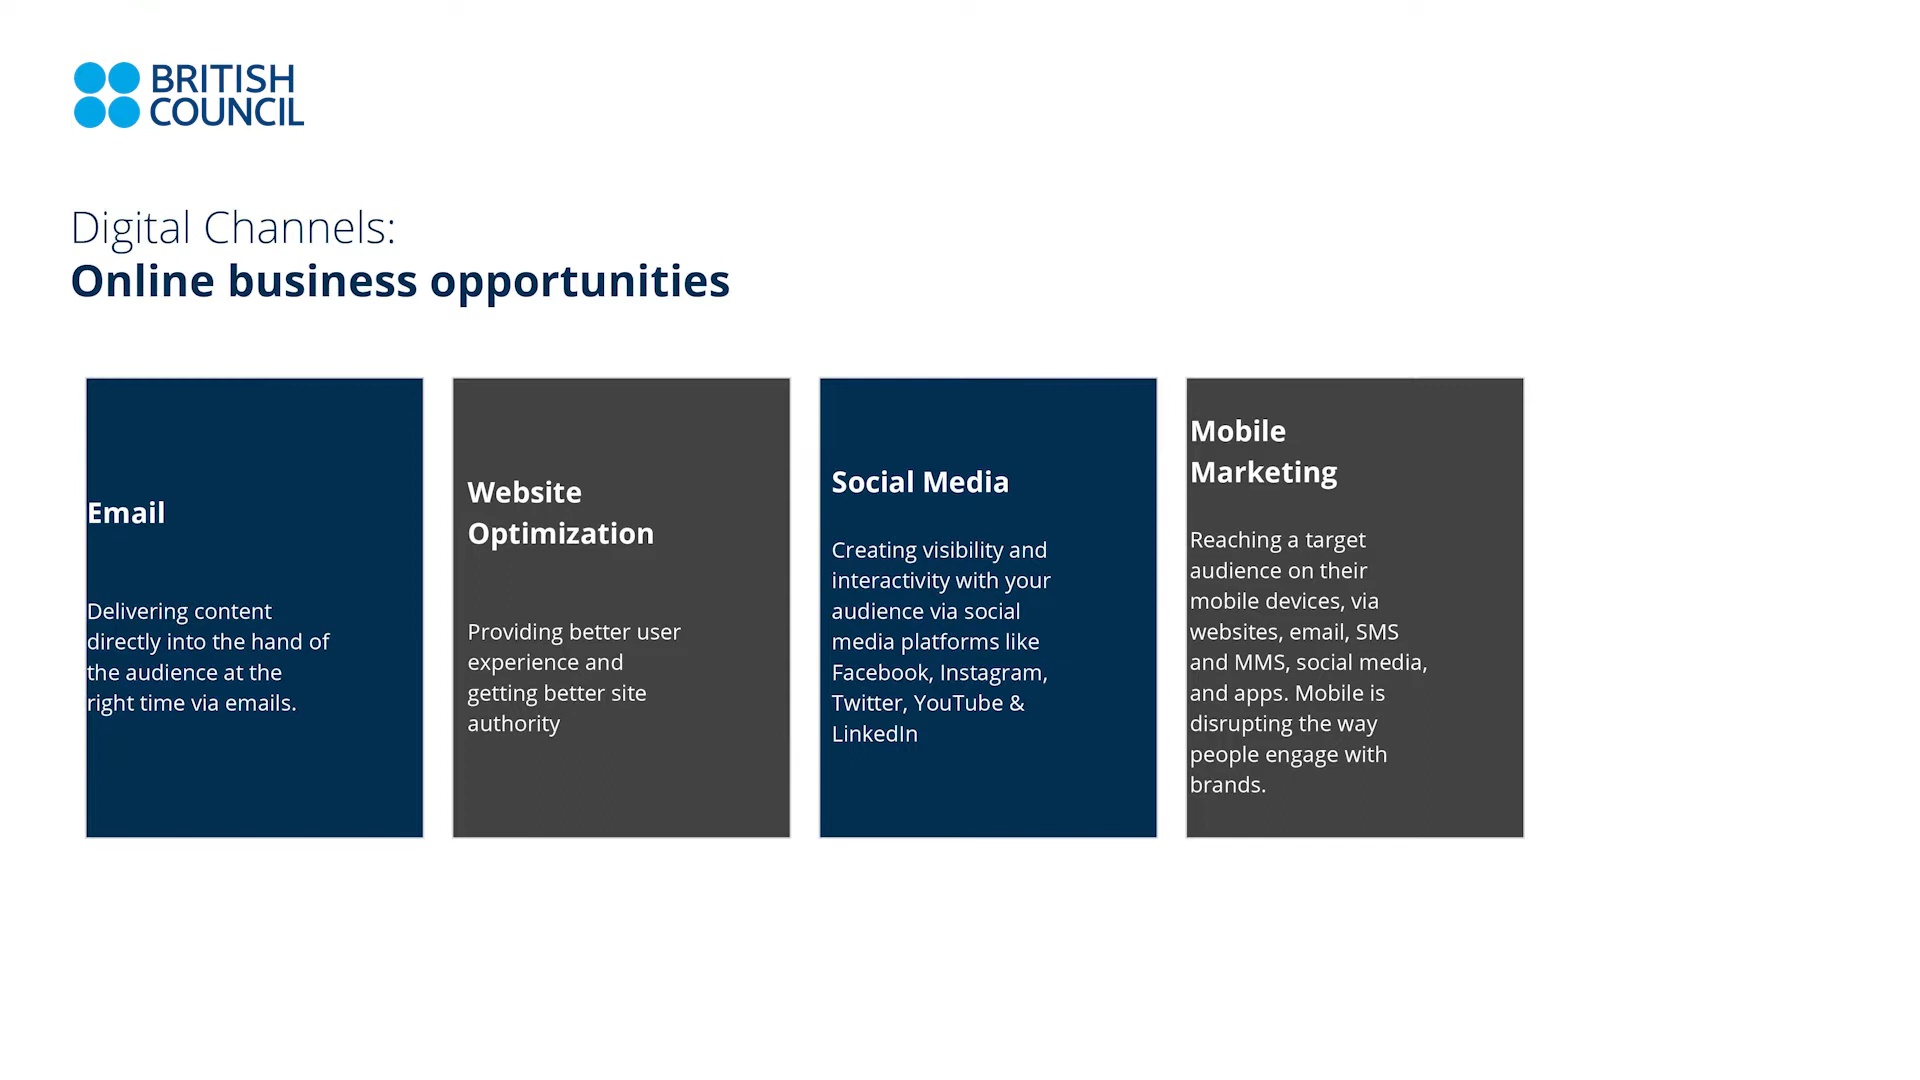 BRITISH
COUNCIL
Digital Channels:
Online business opportunities
Email
Delivering content
directly into the hand of
the audience at the
right time via emails.
Website
Optimization
Providing better user
experience and
getting better site
authority
Social Media
Creating visibility and
interactivity with your
audience via social
media platforms like
Facebook, Instagram,
Twitter, YouTube &
LinkedIn
Mobile
Marketing
Reaching a target
audience on their
mobile devices, via
websites, email, SMS
and MMS, social media,
and apps. Mobile is
disrupting the way
people engage with
brands.